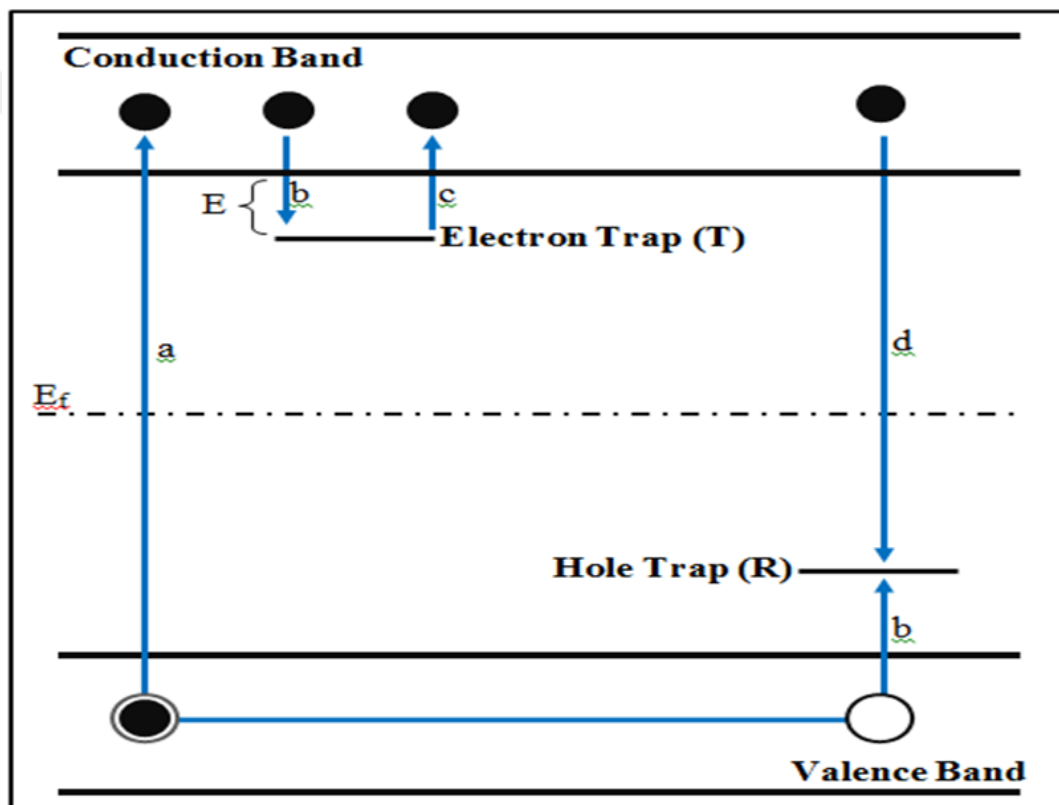 Conduction Band
E
b
c
Electron Trap (T)
a
d
Ef
Hole Trap (R)
b
Valence Band